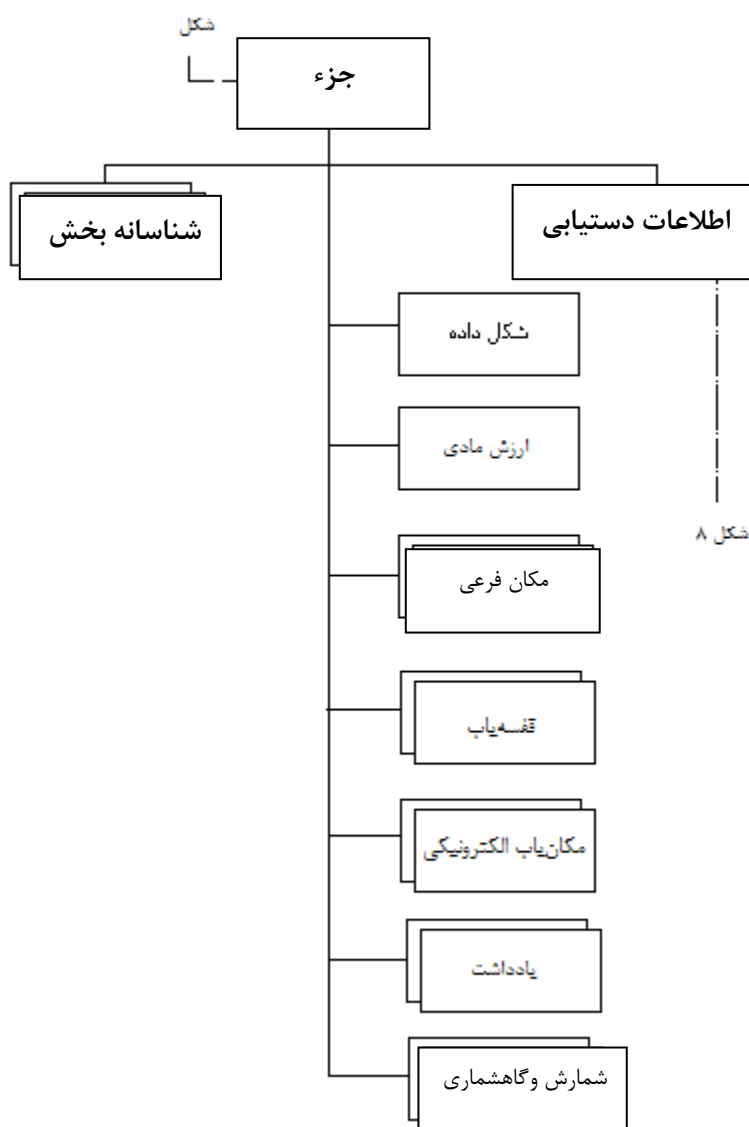 شکل
جزء
اطلاعات دستیابی
شناسانه بخش
شکل داده
ارزش مادی
شکل ۸
مکان فرعی
قفسه‌یاب
مکان‌یاب الکترونیکی
یادداشت
شمارش وگاهشماری